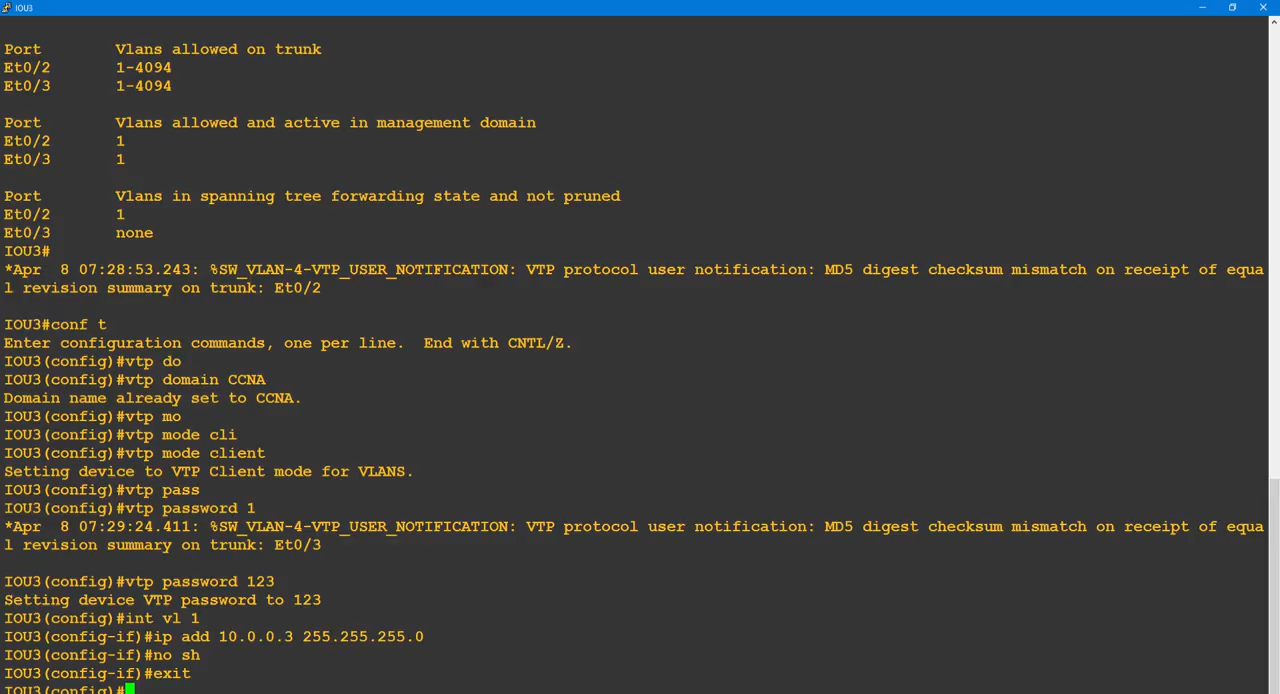 IOU3
Port        Vlans allowed on trunk
Et0/2       1-4094
Et0/3       1-4094
Port        Vlans allowed and active in management domain
Et0/2       1
Et0/3       1
Port        Vlans in spanning tree forwarding state and not pruned
Et0/2       1
Et0/3       none
IOU3#
*Apr  8 07:28:53.243: %SW_VLAN-4-VTP_USER_NOTIFICATION: VTP protocol user notification: MD5 digest checksum mismatch on receipt of equa
l revision summary on trunk: Et0/2
IOU3#conf t
Enter configuration commands, one per line.  End with CNTL/Z.
IOU3(config)#vtp do
IOU3(config)#vtp domain CCNA
Domain name already set to CCNA.
IOU3(config)#vtp mo
IOU3(config)#vtp mode cli
IOU3(config)#vtp mode client
Setting device to VTP Client mode for VLANS.
IOU3(config)#vtp pass
IOU3(config)#vtp password 1
*Apr  8 07:29:24.411: %SW_VLAN-4-VTP_USER_NOTIFICATION: VTP protocol user notification: MD5 digest checksum mismatch on receipt of equa
l revision summary on trunk: Et0/3
IOU3(config)#vtp password 123
Setting device VTP password to 123
IOU3(config)#int vl 1
IOU3(config-if)#ip add 10.0.0.3 255.255.255.0
IOU3(config-if)#no sh
IOU3(config-if)#exit
IOU3(config)#